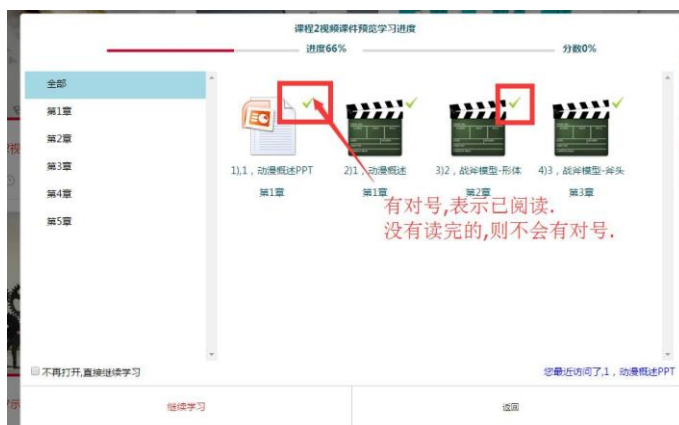 课程2视频课件预览学习进度
进度66%
分数0%
全部
第1章
第2章
第3章
第4章
第5章
1),1，动漫概述PPT
第1章
2)1，动漫概述
第1章
3)2，战斧模型-形体
第2章
4)3，战斧模型-斧头
第3章
有对号,表示已阅读.
没有读完的,则不会有对号.
不再打开,直接继续学习
您最近访问了,1，动漫概述PPT
继续学习
返回